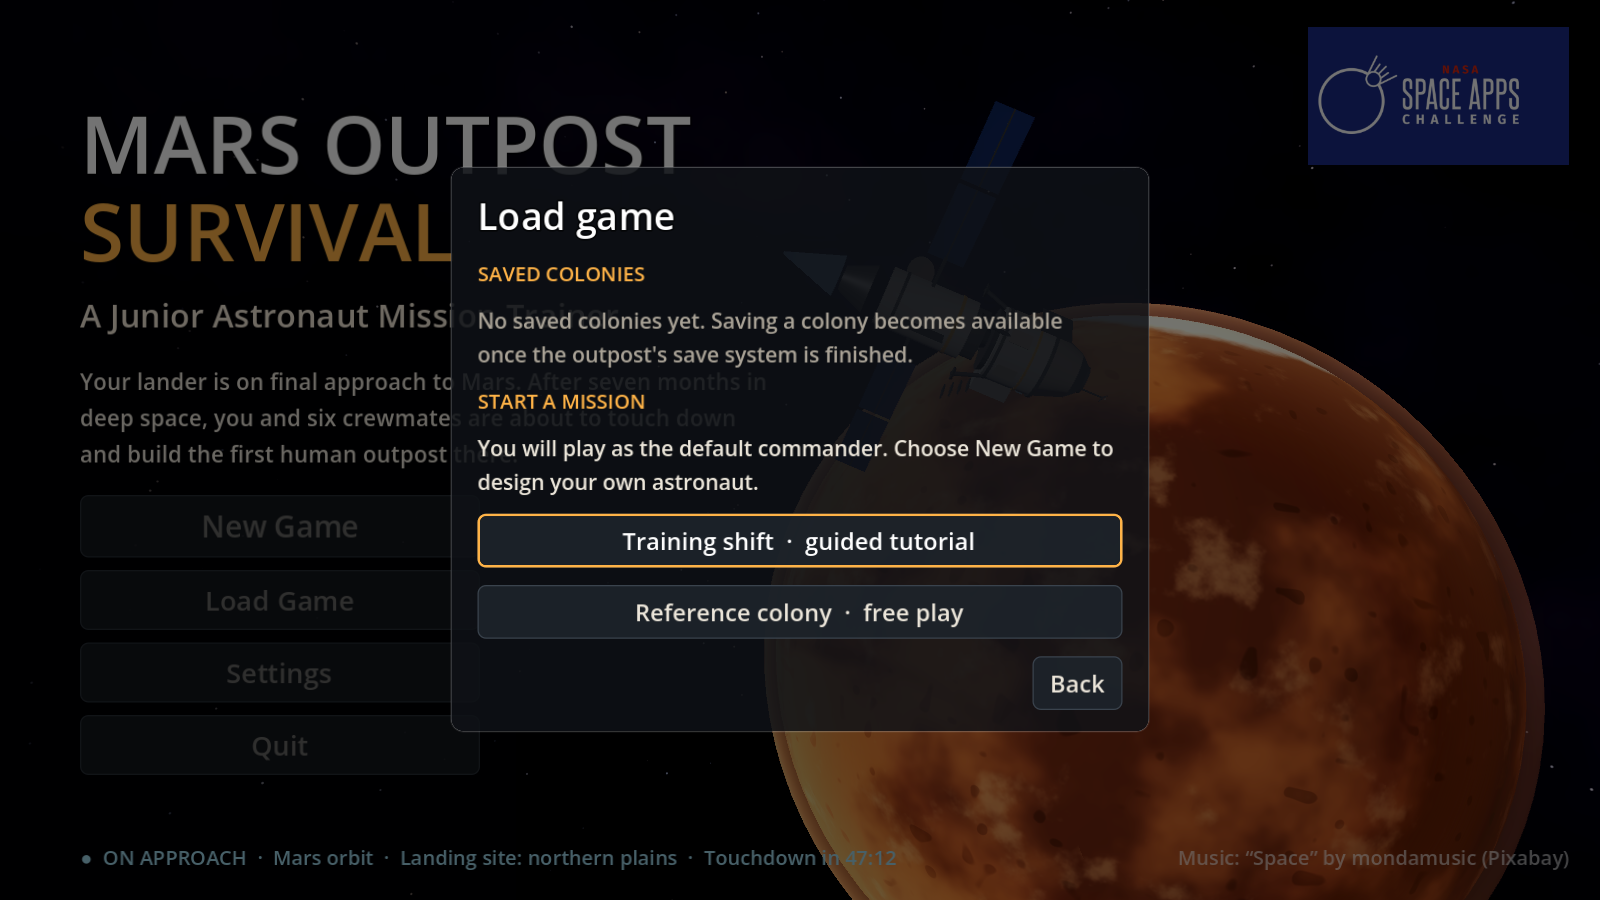 MARS OUTPOST
SURVIVAL
A Junior Astronaut Mission Trainer
Your lander is on final approach to Mars. After seven months in
deep space, you and six crewmates are about to touch down
and build the first human outpost there.
New Game
Load Game
Settings
Quit
Load game
SAVED COLONIES
No saved colonies yet. Saving a colony becomes available
once the outpost's save system is finished.
START A MISSION
You will play as the default commander. Choose New Game to
design your own astronaut.
Training shift · guided tutorial
Reference colony · free play
Back
NASA
SPACE APPS
CHALLENGE
● ON APPROACH · Mars orbit · Landing site: northern plains · Touchdown in 47:12
Music: “Space” by mondamusic (Pixabay)